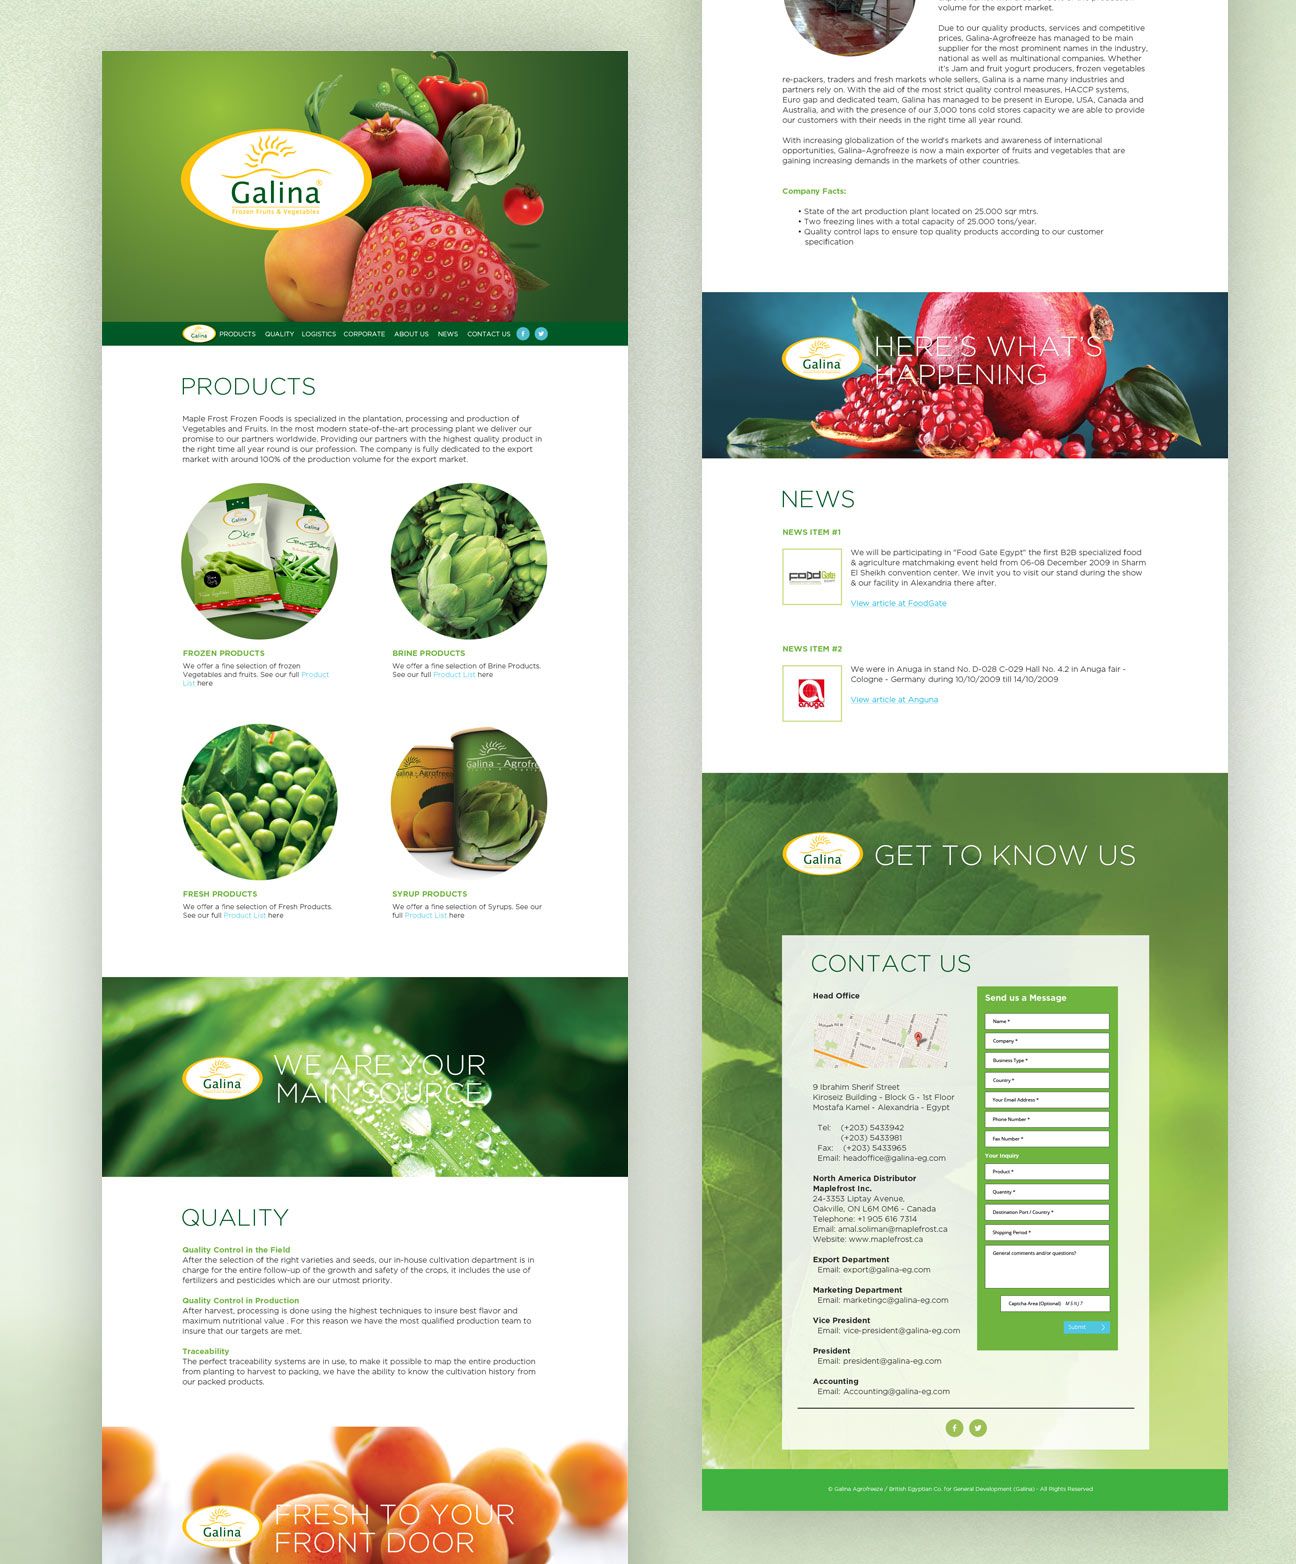 Galina®
Frozen Fruits & Vegetables
Galina
PRODUCTS QUALITY LOGISTICS CORPORATE ABOUT US NEWS CONTACT US
PRODUCTS
Maple Frost Frozen Foods is specialized in the plantation, processing and production of
Vegetables and Fruits. In the most modern state-of-the-art processing plant we deliver our
promise to our partners worldwide. Providing our partners with the highest quality product in
the right time all year round is our profession. The company is fully dedicated to the export
market with around 100% of the production volume for the export market.
Galina
Okra
Galina
FROZEN PRODUCTS
We offer a fine selection of frozen
Vegetables and fruits. See our full Product
List here
BRINE PRODUCTS
We offer a fine selection of Brine Products.
See our full Product List here
Galina - Agrofreeze
Galina - Agrofre
FRESH PRODUCTS
We offer a fine selection of Fresh Products.
See our full Product List here
SYRUP PRODUCTS
We offer a fine selection of Syrups. See our
full Product List here
Galina
WE ARE YOUR
MAIN SOURCE
QUALITY
Quality Control in the Field
After the selection of the right varieties and seeds, our in-house cultivation department is in
charge for the entire follow-up of the growth and safety of the crops, it includes the use of
fertilizers and pesticides which are our utmost priority.
Quality Control in Production
After harvest, processing is done using the highest techniques to insure best flavor and
maximum nutritional value . For this reason we have the most qualified production team to
insure that our targets are met.
Traceability
The perfect traceability systems are in use, to make it possible to map the entire production
from planting to harvest to packing, we have the ability to know the cultivation history from
our packed products.
Galina
FRESH TO YOUR
FRONT DOOR
volume for the export market.
Due to our quality products, services and competitive
prices, Galina-Agrofreeze has managed to be main
supplier for the most prominent names in the industry,
national as well as multinational companies. Whether
it's Jam and fruit yogurt producers, frozen vegetables
re-packers, traders and fresh markets whole sellers, Galina is a name many industries and
partners rely on. With the aid of the most strict quality control measures, HACCP systems,
Euro gap and dedicated team, Galina has managed to be present in Europe, USA, Canada and
Australia, and with the presence of our 3,000 tons cold stores capacity we are able to provide
our customers with their needs in the right time all year round.
With increasing globalization of the world's markets and awareness of international
opportunities, Galina–Agrofreeze is now a main exporter of fruits and vegetables that are
gaining increasing demands in the markets of other countries.
Company Facts:
• State of the art production plant located on 25.000 sqr mtrs.
• Two freezing lines with a total capacity of 25.000 tons/year.
• Quality control laps to ensure top quality products according to our customer
specification
Galina
HERE'S WHAT'S
HAPPENING
NEWS
NEWS ITEM #1
food Gate
We will be participating in "Food Gate Egypt" the first B2B specialized food
& agriculture matchmaking event held from 06-08 December 2009 in Sharm
El Sheikh convention center. We invit you to visit our stand during the show
& our facility in Alexandria there after.
View article at FoodGate
NEWS ITEM #2
anuga
We were in Anuga in stand No. D-028 C-029 Hall No. 4.2 in Anuga fair -
Cologne - Germany during 10/10/2009 till 14/10/2009
View article at Anguna
Galina
GET TO KNOW US
CONTACT US
Head Office
9 Ibrahim Sherif Street
Kiroseiz Building - Block G - 1st Floor
Mostafa Kamel - Alexandria - Egypt
Tel: (+203) 5433942
(+203) 5433981
Fax: (+203) 5433965
Email: headoffice@galina-eg.com
North America Distributor
Maplefrost Inc.
24-3353 Liptay Avenue,
Oakville, ON L6M 0M6 - Canada
Telephone: +1 905 616 7314
Email: amal.soliman@maplefrost.ca
Website: www.maplefrost.ca
Export Department
Email: export@galina-eg.com
Marketing Department
Email: marketingc@galina-eg.com
Vice President
Email: vice-president@galina-eg.com
President
Email: president@galina-eg.com
Accounting
Email: Accounting@galina-eg.com
Send us a Message
Name *
Company *
Business Type *
Country *
Your Email Address *
Phone Number *
Fax Number *
Your Inquiry
Product *
Quantity *
Destination Port / Country *
Shipping Period *
General comments and/or questions?
Captcha Area (Optional)
Submit
© Galina Agrofreeze / British Egyptian Co. for General Development (Galina) - All Rights Reserved